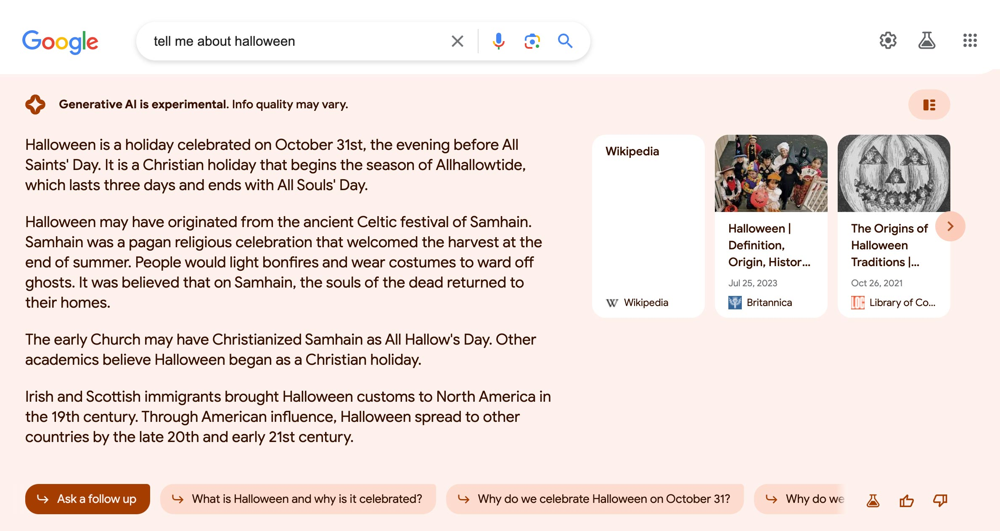 Google
tell me about halloween
Generative AI is experimental. Info quality may vary.
Halloween is a holiday celebrated on October 31st, the evening before All
Saints' Day. It is a Christian holiday that begins the season of Allhallowtide,
which lasts three days and ends with All Souls' Day.
Halloween may have originated from the ancient Celtic festival of Samhain.
Samhain was a pagan religious celebration that welcomed the harvest at the
end of summer. People would light bonfires and wear costumes to ward off
ghosts. It was believed that on Samhain, the souls of the dead returned to
their homes.
The early Church may have Christianized Samhain as All Hallow's Day. Other
academics believe Halloween began as a Christian holiday.
Irish and Scottish immigrants brought Halloween customs to North America in
the 19th century. Through American influence, Halloween spread to other
countries by the late 20th and early 21st century.
Wikipedia
W Wikipedia
Halloween |
Definition,
Origin, Histor...
Jul 25, 2023
Britannica
The Origins of
Halloween
Traditions |...
Oct 26, 2021
LOC Library of Co...
Ask a follow up
What is Halloween and why is it celebrated?
Why do we celebrate Halloween on October 31?
Why do we